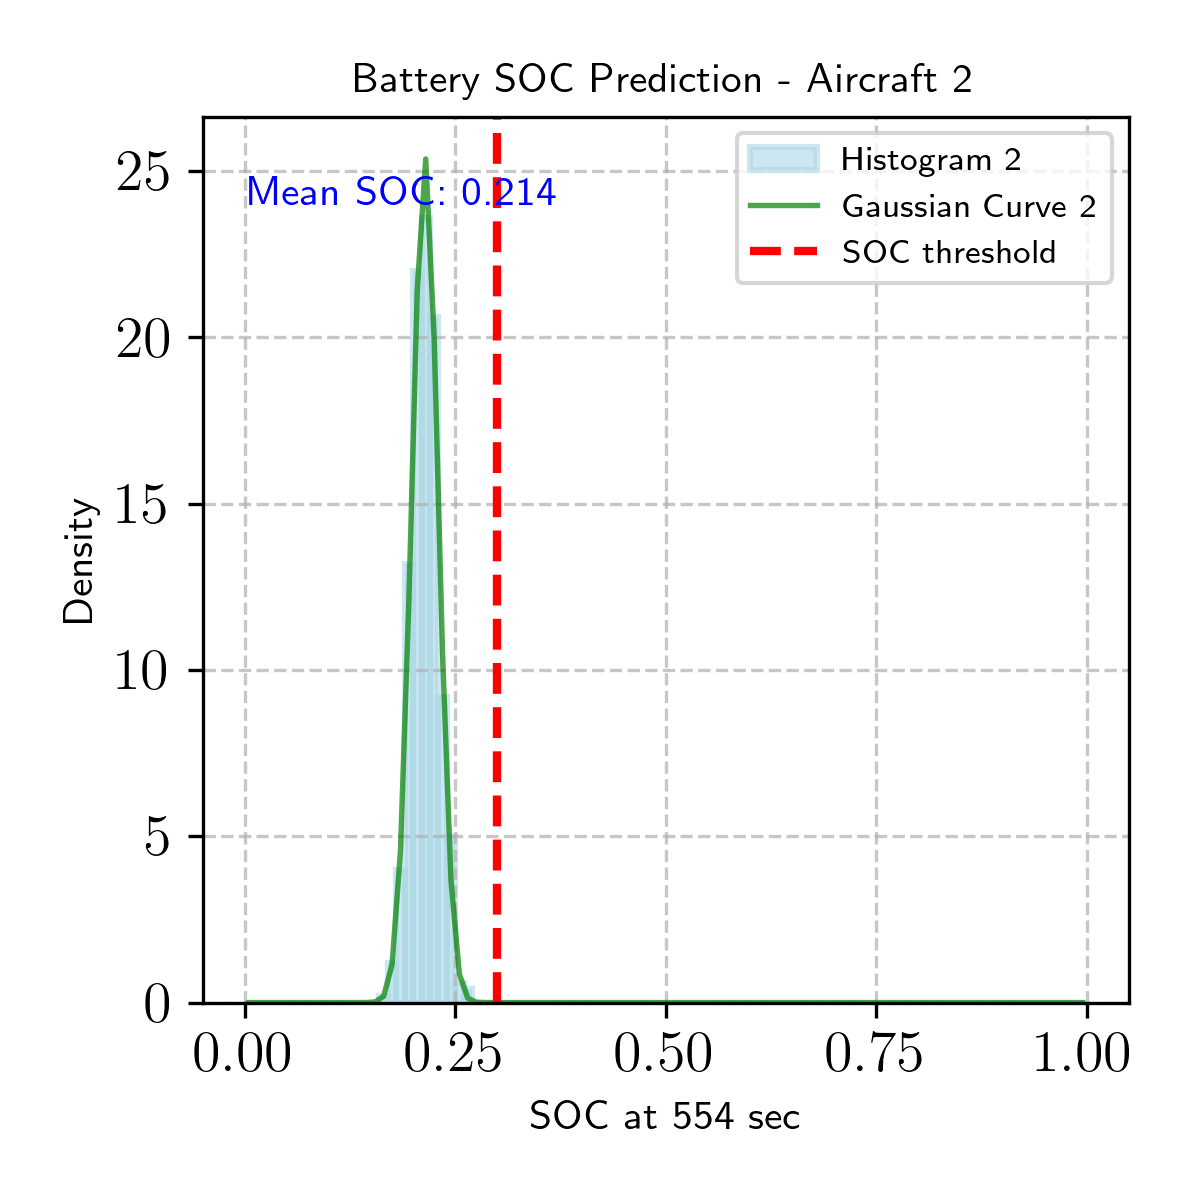 Battery SOC Prediction - Aircraft 2
Mean SOC: 0.214
Histogram 2
Gaussian Curve 2
SOC threshold
Density
25
20
15
10
5
0
0.00 0.25 0.50 0.75 1.00
SOC at 554 sec